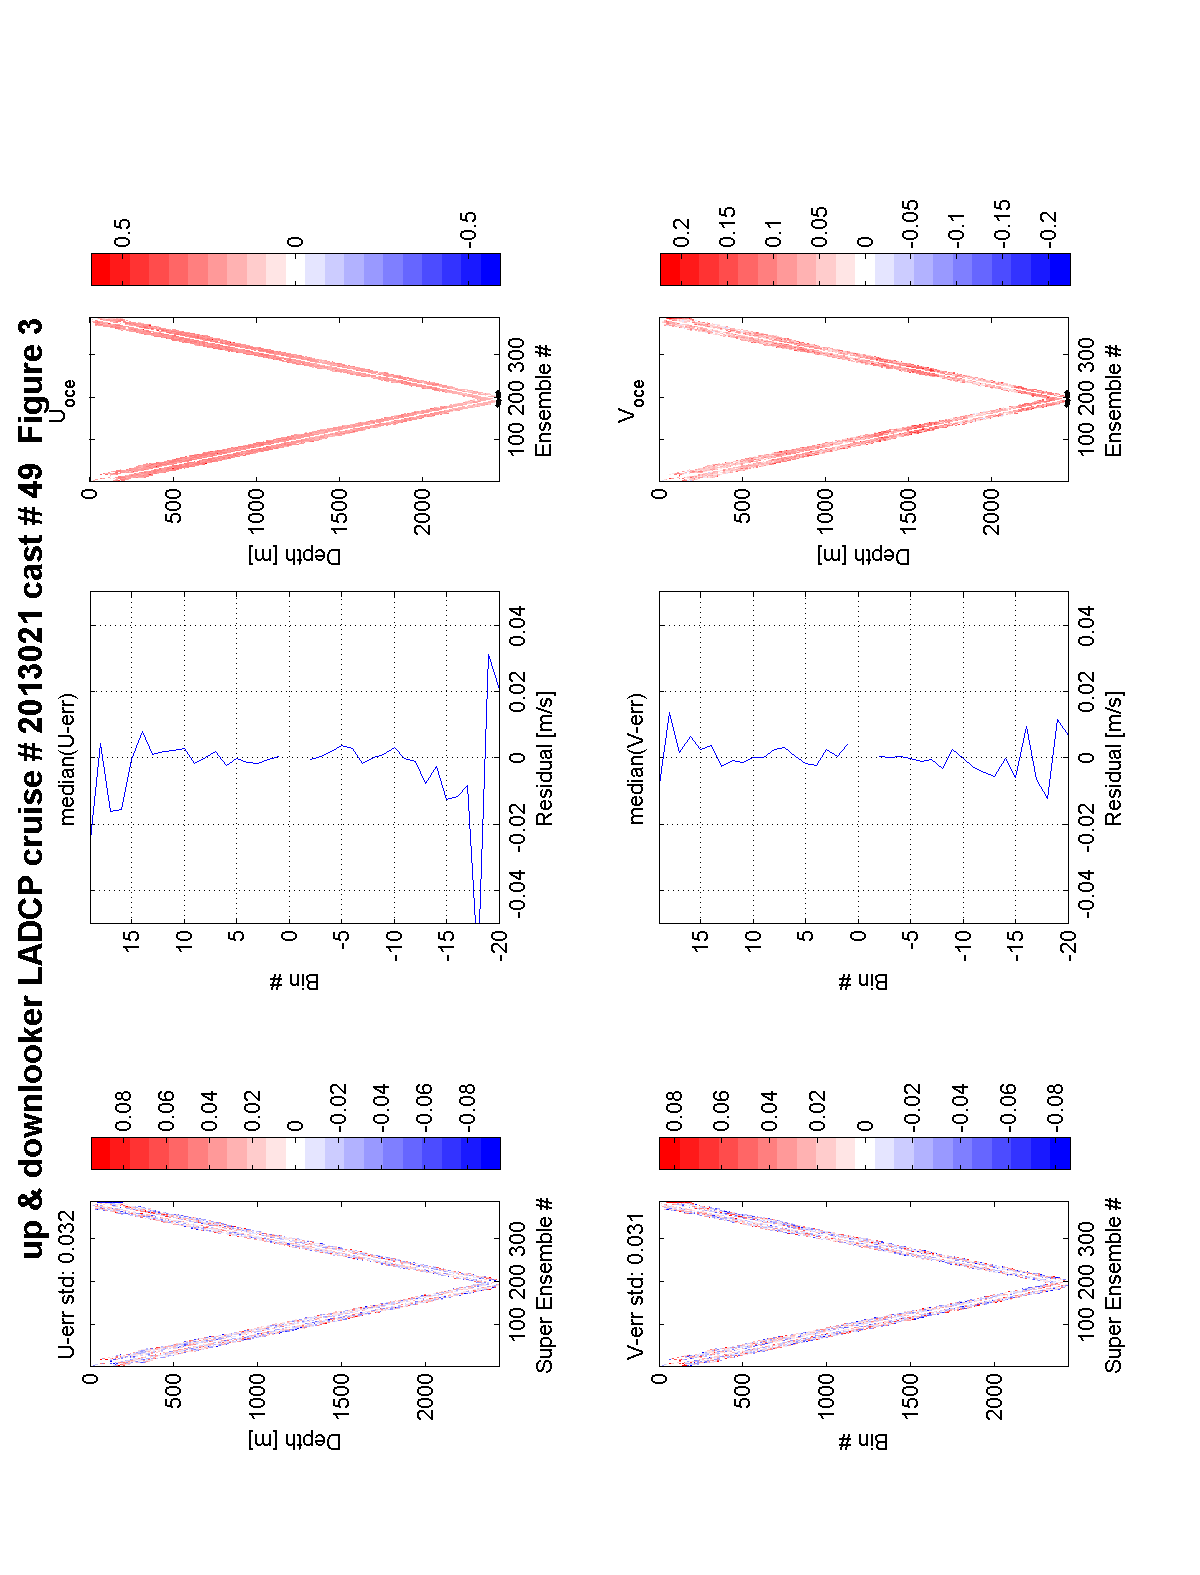 up & downlooker LADCP cruise # 2013021 cast # 49 Figure 3
U-err std: 0.032
0
500
1000
1500
2000
Depth [m]
100 200 300
Super Ensemble #
0.08
0.06
0.04
0.02
0
-0.02
-0.04
-0.06
-0.08
median(U-err)
15
10
5
0
-5
-10
-15
-20
Bin #
-0.04 -0.02 0 0.02 0.04
Residual [m/s]
U oce
0
500
1000
1500
2000
Depth [m]
100 200 300
Ensemble #
0.5
0
-0.5
V-err std: 0.031
0
500
1000
1500
2000
Bin #
100 200 300
Super Ensemble #
0.08
0.06
0.04
0.02
0
-0.02
-0.04
-0.06
-0.08
median(V-err)
15
10
5
0
-5
-10
-15
-20
Bin #
-0.04 -0.02 0 0.02 0.04
Residual [m/s]
V oce
0
500
1000
1500
2000
Depth [m]
100 200 300
Ensemble #
0.2
0.15
0.1
0.05
0
-0.05
-0.1
-0.15
-0.2